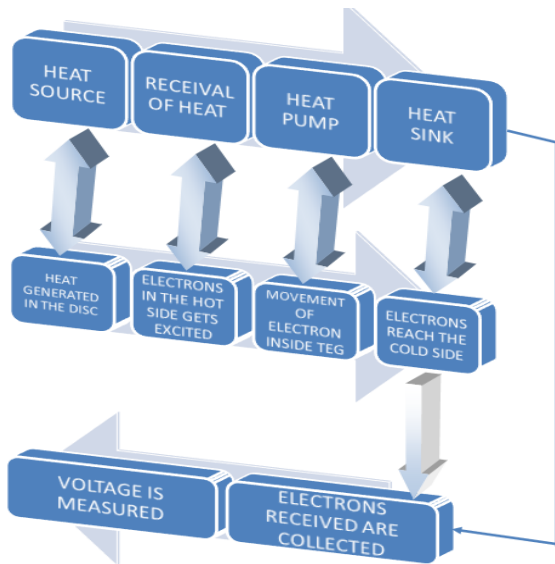 HEAT
SOURCE
RECEIVAL
OF HEAT
HEAT
PUMP
HEAT
SINK
HEAT
GENERATED
IN THE DISC
ELECTRONS
IN THE HOT
SIDE GETS
EXCITED
MOVEMENT
OF
ELECTRON
INSIDE TEG
ELECTRONS
REACH THE
COLD SIDE
VOLTAGE IS
MEASURED
ELECTRONS
RECEIVED ARE
COLLECTED